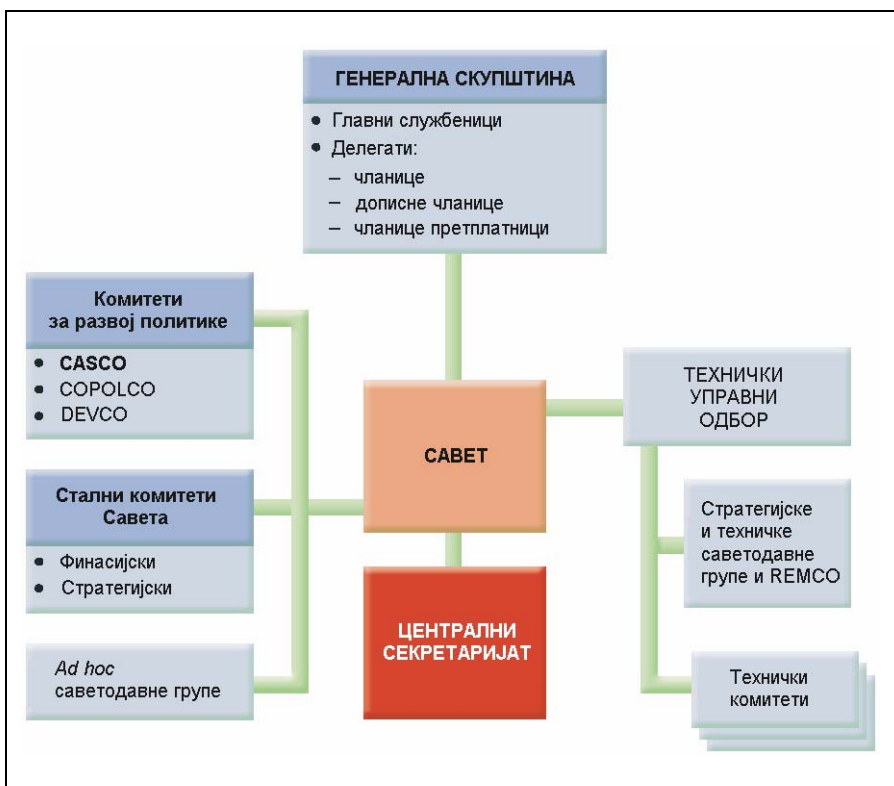 ГЕНЕРАЛНА СКУПШТИНА
• Главни службеници
• Делегати:
– чланице
– дописне чланице
– чланице претплатници
Комитети
за развој политике
• CASCO
• COPOLCO
• DEVCO
ТЕХНИЧКИ
УПРАВНИ
ОДБОР
САВЕТ
Стални комитети
Савета
• Финасијски
• Стратегијски
Стратегијске
и техничке
саветодавне
групе и REMCO
ЦЕНТРАЛНИ
СЕКРЕТАРИЈАТ
Ad hoc
саветодавне групе
Технички
комитети